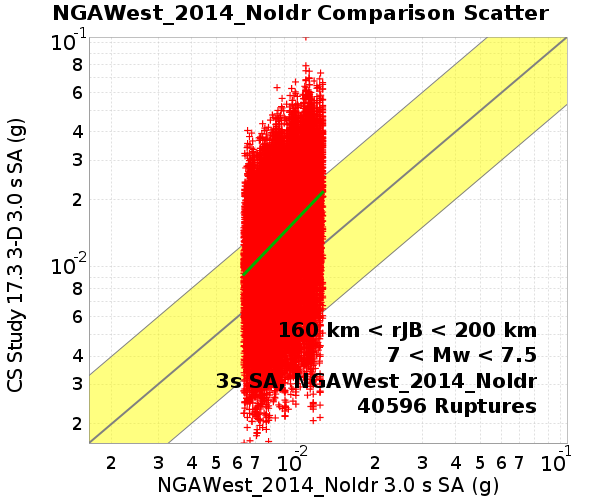 NGAWest_2014_NoIdr Comparison Scatter
10-1
8
6
4
3
2
10-2
8
6
4
3
2
CS Study 17.3 3-D 3.0 s SA (g)
160 km < rJB < 200 km
7 < Mw < 7.5
3s SA, NGAWest_2014_NoIdr
40596 Ruptures
2 3 4 5 6 7 10-2 2 3 4 5 6 7 10-1
NGAWest_2014_NoIdr 3.0 s SA (g)